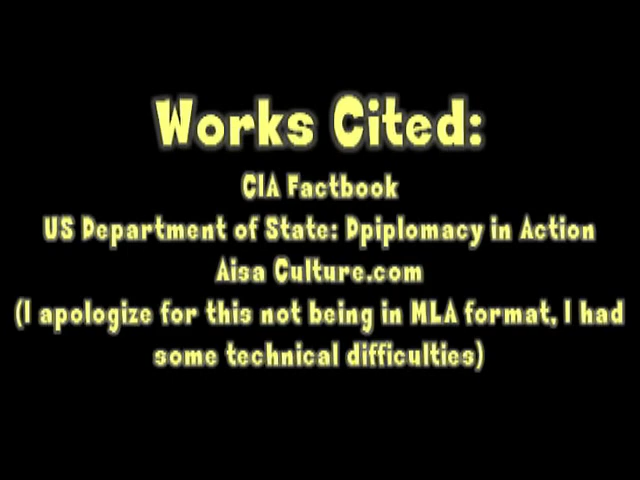 Works Cited:
CIA Factbook
US Department of State: Dpiplomacy in Action
Aisa Culture.com
(I apologize for this not being in MLA format, I had
some technical difficulties)